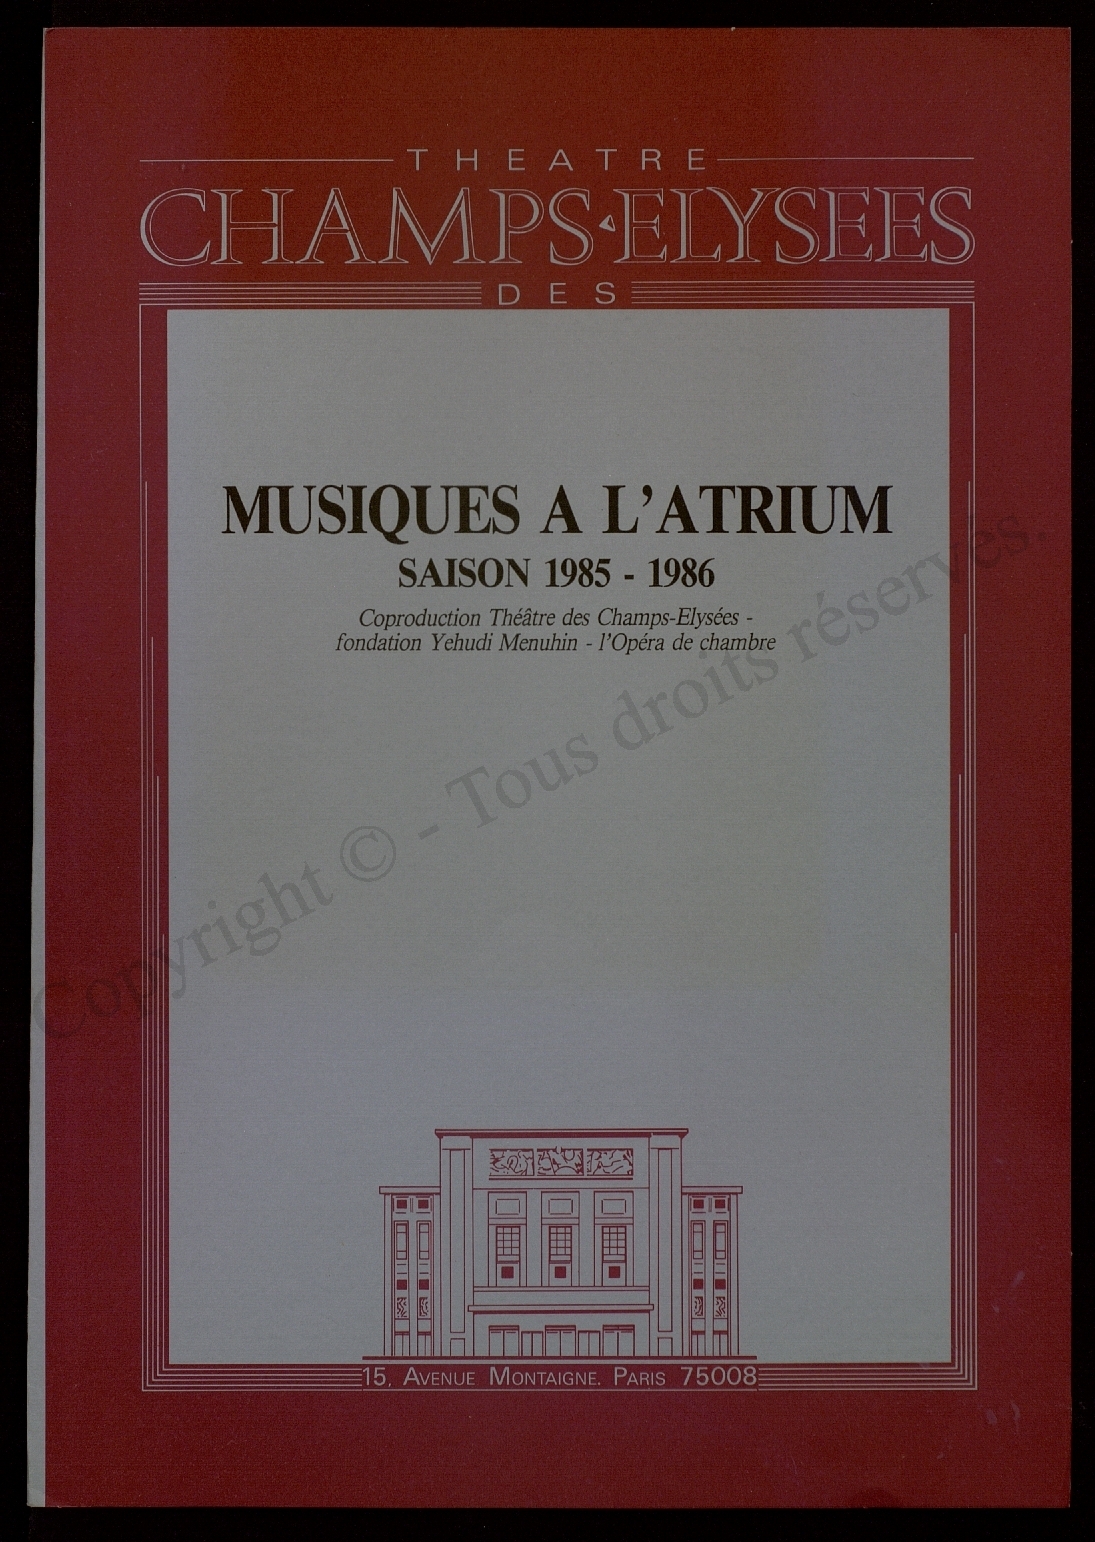 THEATRE
CHAMPS-ELYSEES
DES
MUSIQUES A L'ATRIUM
SAISON 1985 - 1986
Coproduction Théâtre des Champs-Elysées -
fondation Yehudi Menuhin - l'Opéra de chambre
Copyright © - Tous droits réservés.
15, AVENUE MONTAIGNE. PARIS 75008